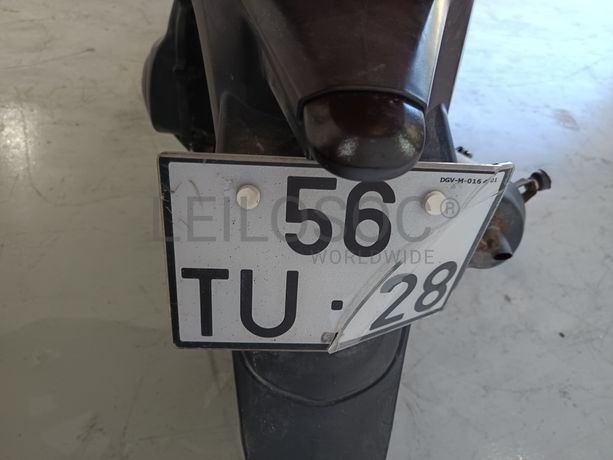 DGV-M-016
56
LEILOSOC®
WORLDWIDE
TU·28